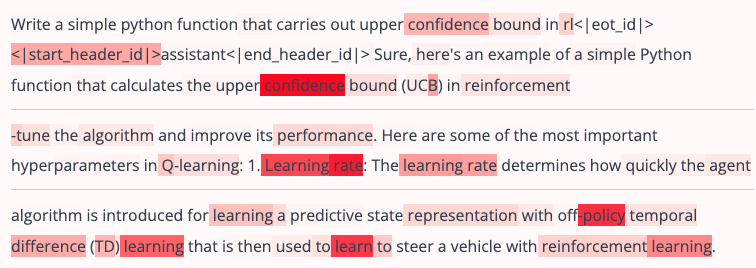 Write a simple python function that carries out upper confidence bound in rl<|eot_id|>
<|start_header_id|>assistant<|end_header_id|> Sure, here's an example of a simple Python
function that calculates the upper confidence bound (UCB) in reinforcement
-tune the algorithm and improve its performance. Here are some of the most important
hyperparameters in Q-learning: 1. Learning rate: The learning rate determines how quickly the agent
algorithm is introduced for learning a predictive state representation with off-policy temporal
difference (TD) learning that is then used to learn to steer a vehicle with reinforcement learning.